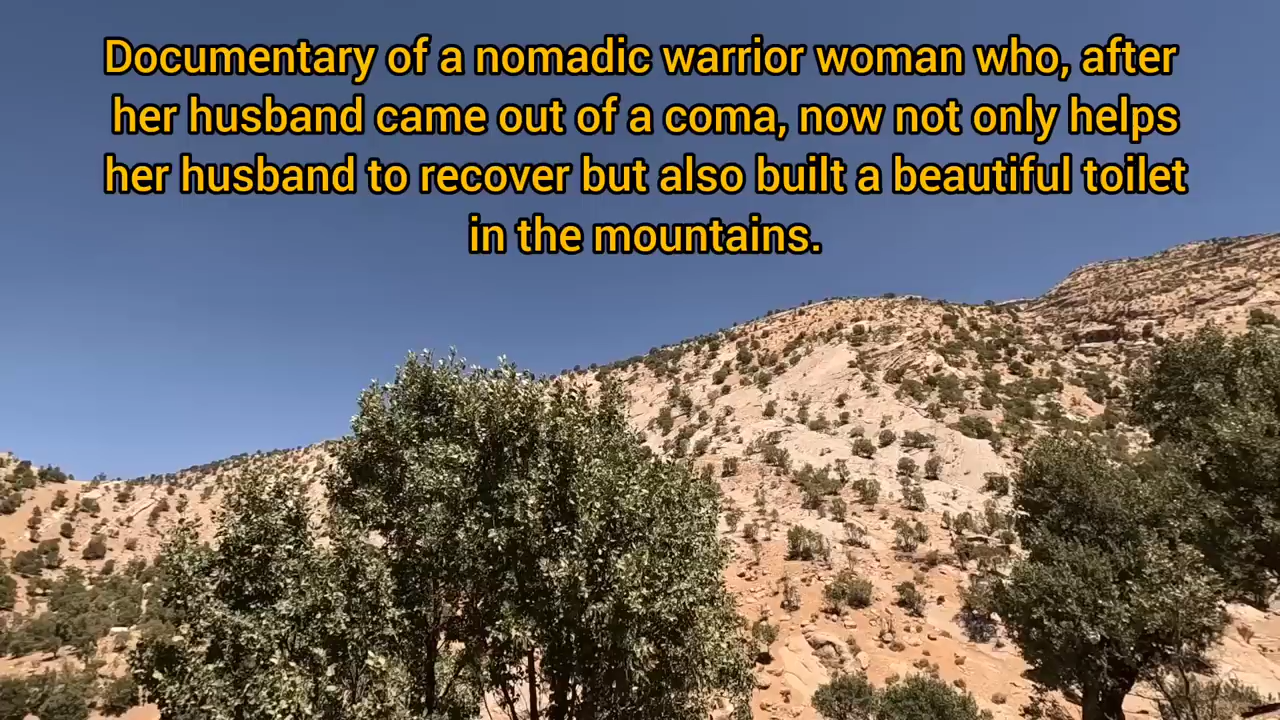 Documentary of a nomadic warrior woman who, after
her husband came out of a coma, now not only helps
her husband to recover but also built a beautiful toilet
in the mountains.